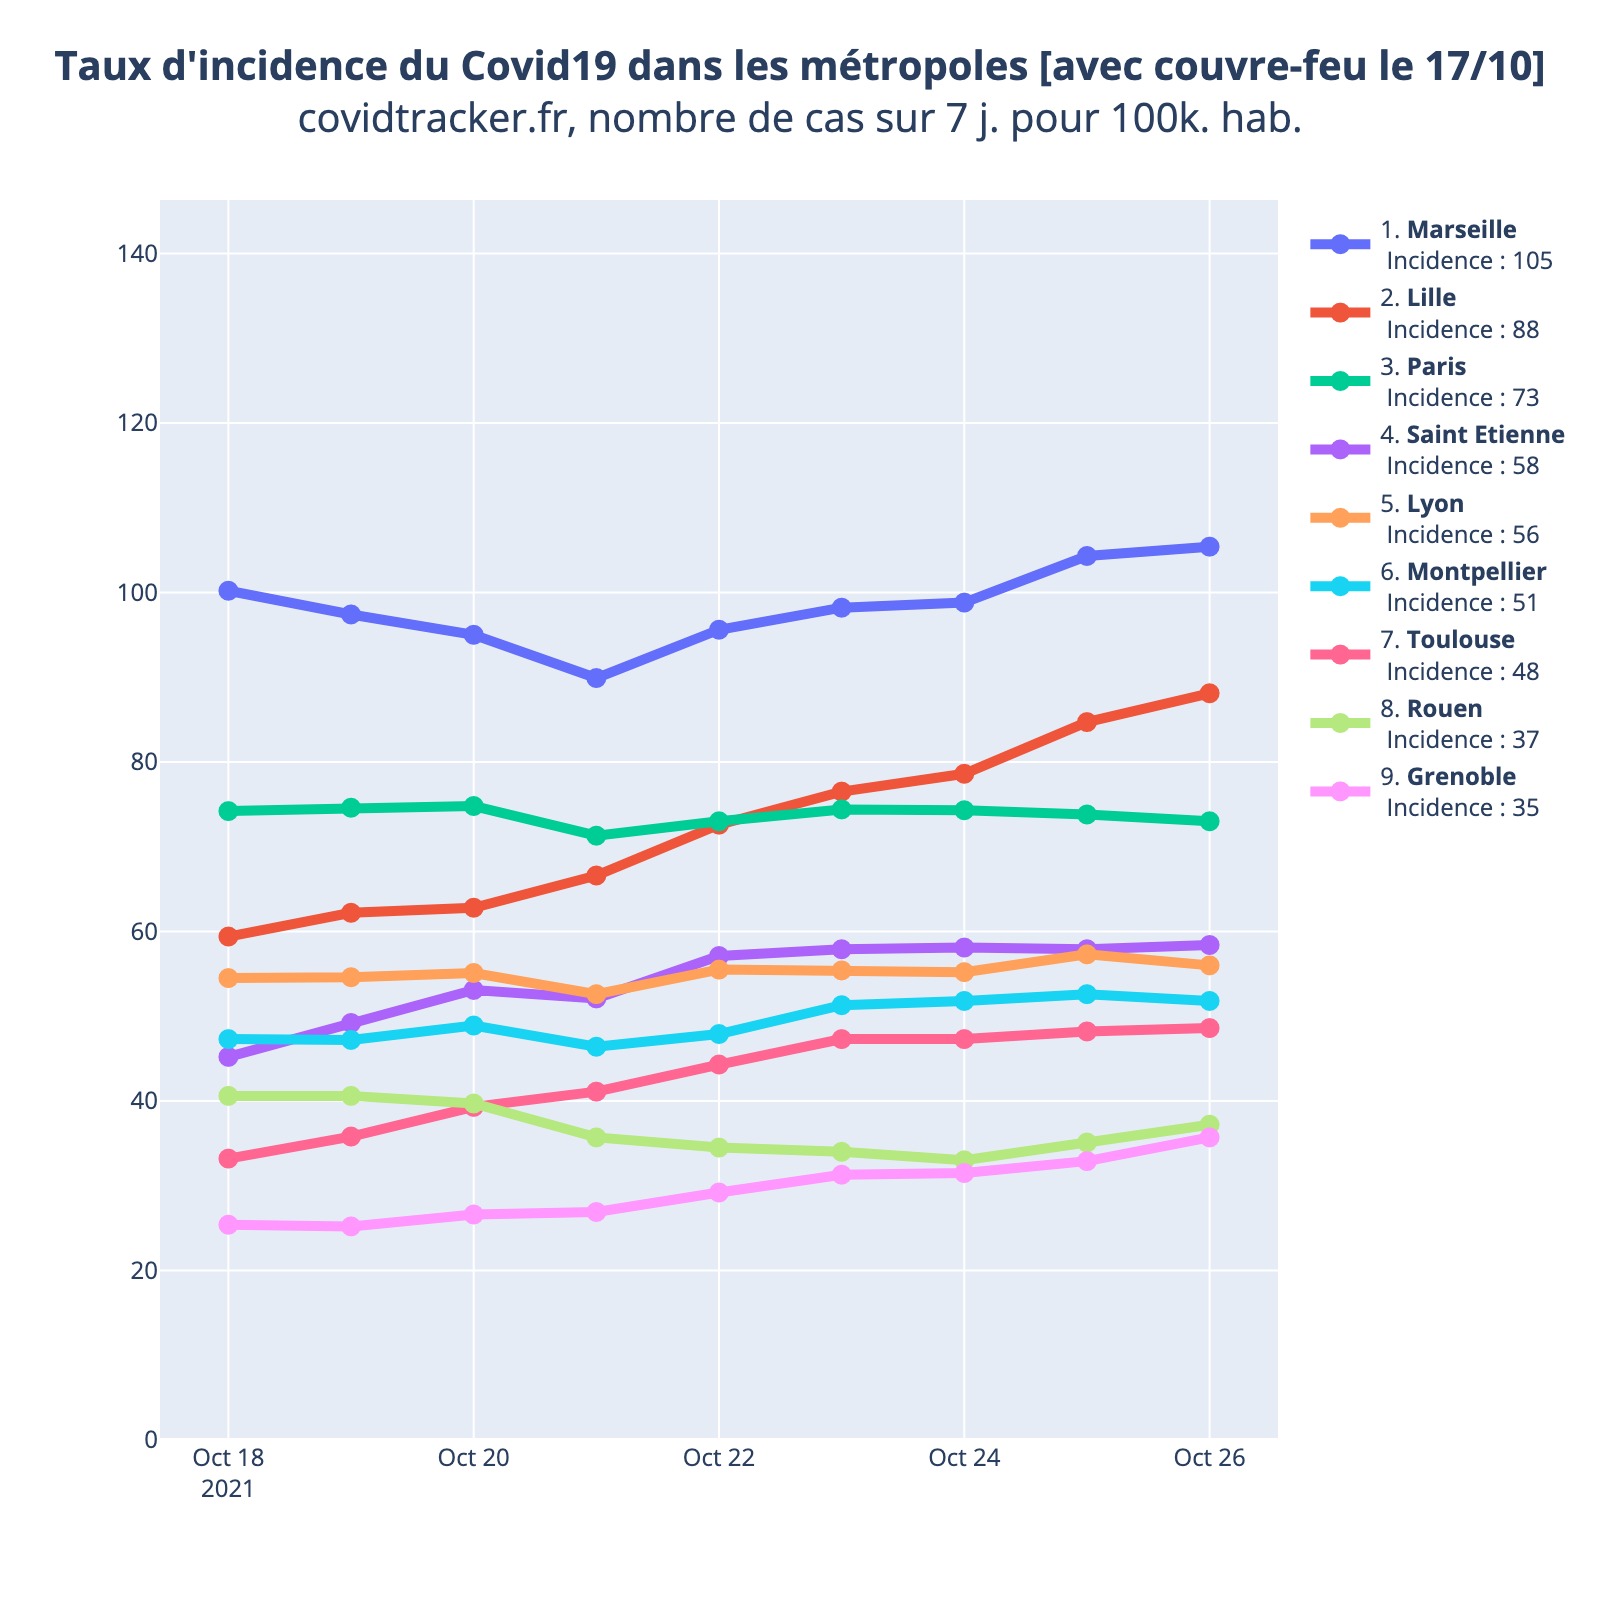 Taux d'incidence du Covid19 dans les métropoles [avec couvre-feu le 17/10]
covidtracker.fr, nombre de cas sur 7 j. pour 100k. hab.
140
120
100
80
60
40
20
0
Oct 18
2021
Oct 20
Oct 22
Oct 24
Oct 26
1. Marseille
Incidence : 105
2. Lille
Incidence : 88
3. Paris
Incidence : 73
4. Saint Etienne
Incidence : 58
5. Lyon
Incidence : 56
6. Montpellier
Incidence : 51
7. Toulouse
Incidence : 48
8. Rouen
Incidence : 37
9. Grenoble
Incidence : 35